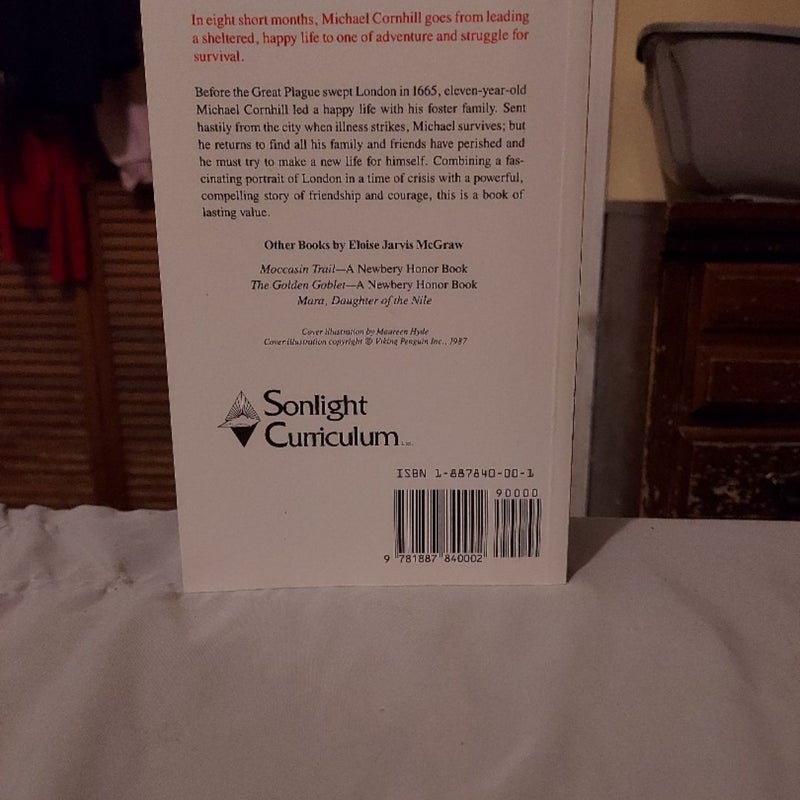 In eight short months, Michael Cornhill goes from leading
a sheltered, happy life to one of adventure and struggle for
survival.
Before the Great Plague swept London in 1665, eleven-year-old
Michael Cornhill led a happy life with his foster family. Sent
hastily from the city when illness strikes, Michael survives; but
he returns to find all his family and friends have perished and
he must try to make a new life for himself. Combining a fas-
cinating portrait of London in a time of crisis with a powerful,
compelling story of friendship and courage, this is a book of
lasting value.
Other Books by Eloise Jarvis McGraw
Moccasin Trail—A Newbery Honor Book
The Golden Goblet—A Newbery Honor Book
Mara, Daughter of the Nile
Cover illustration by Maureen Hyde
Cover illustration copyright © Viking Penguin Inc., 1987
Sonlight
Curriculum
ISBN 1-887840-00-1
90000
9 781887 840002